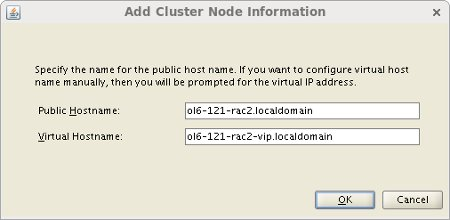 Add Cluster Node Information
Specify the name for the public host name. If you want to configure virtual host
name manually, then you will be prompted for the virtual IP address.
Public Hostname: ol6-121-rac2.localdomain
Virtual Hostname: ol6-121-rac2-vip.localdomain
OK Cancel